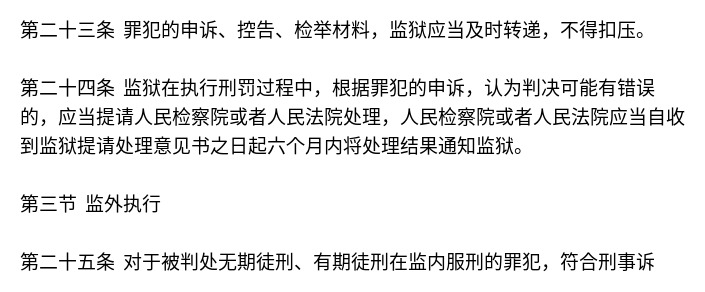 第二十三条 罪犯的申诉、控告、检举材料，监狱应当及时转递，不得扣压。
第二十四条 监狱在执行刑罚过程中，根据罪犯的申诉，认为判决可能有错误
的，应当提请人民检察院或者人民法院处理，人民检察院或者人民法院应当自收
到监狱提请处理意见书之日起六个月内将处理结果通知监狱。
第三节 监外执行
第二十五条 对于被判处无期徒刑、有期徒刑在监内服刑的罪犯，符合刑事诉